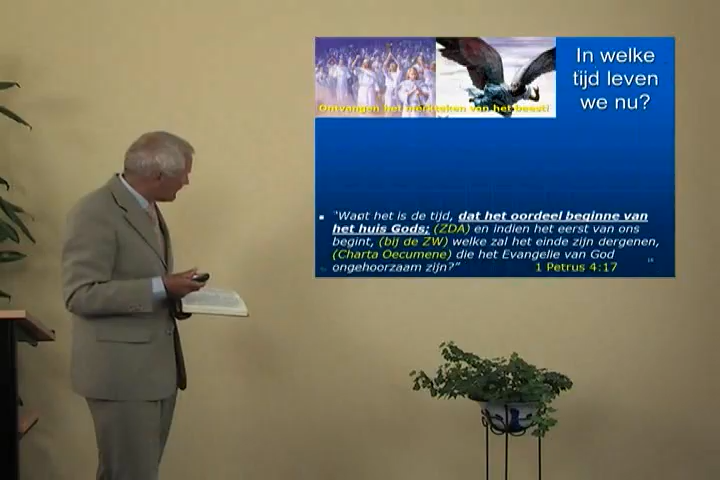 In welke
tijd leven
we nu?
Ontvangen het merkteken van het beest!
"Want het is de tijd, dat het oordeel beginne van
het huis Gods; (ZDA) en indien het eerst van ons
begint, (bij de ZW) welke zal het einde zijn dergenen,
(Charta Oecumene) die het Evangelie van God
ongehoorzaam zijn?" 1 Petrus 4:17